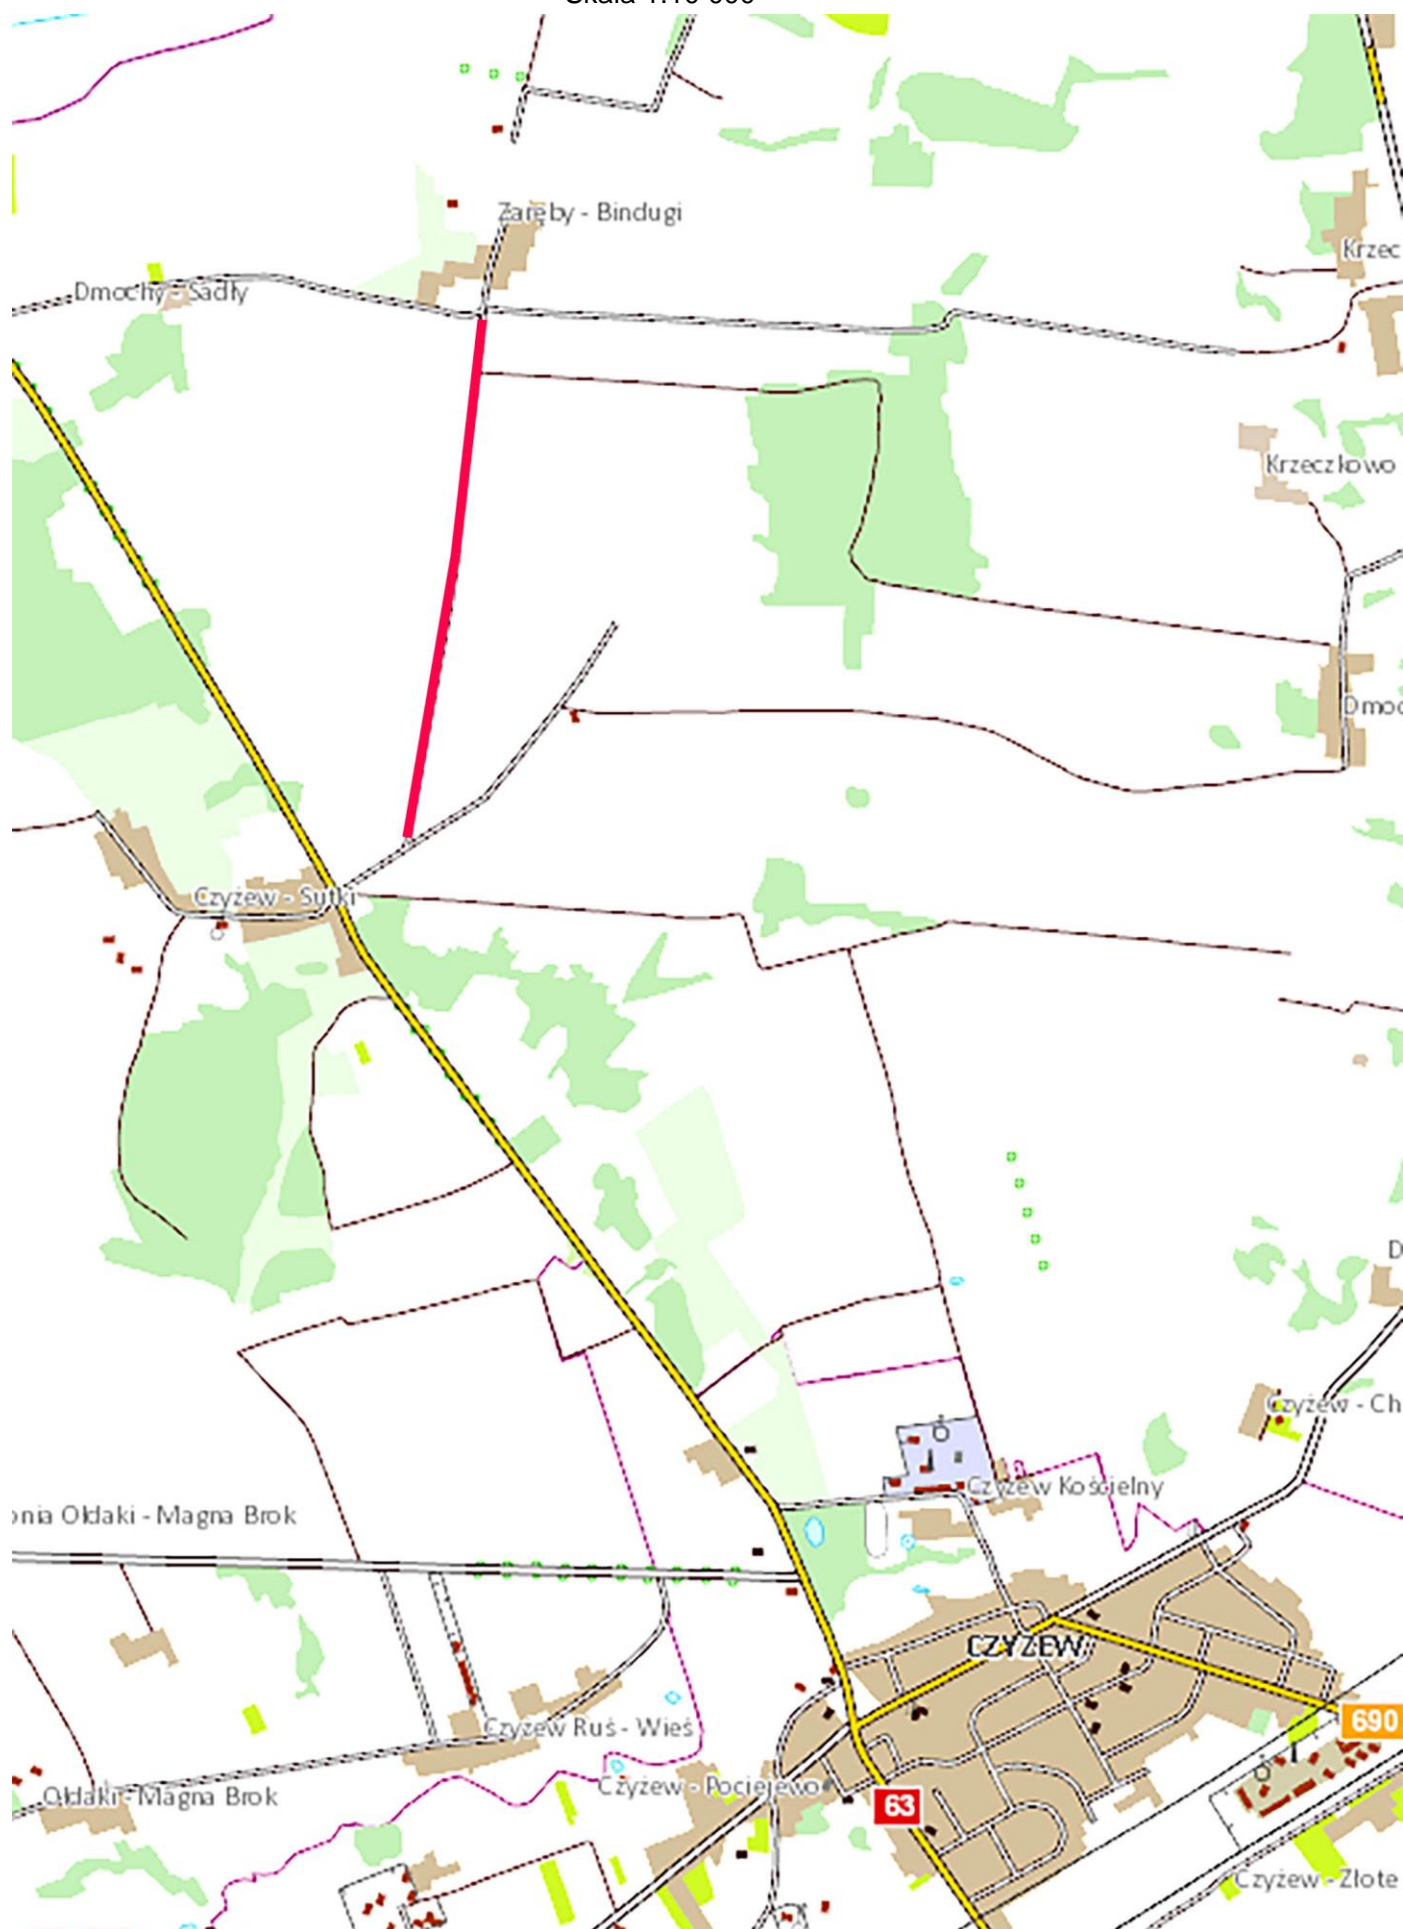 Zaręby - Bindugi
Krzec
Dmochy - Sadły
Krzeczkowo
Dmoc
Czyżew - Sutki
D
Czyżew - Ch
Czyżew Kościelny
onia Ołdaki - Magna Brok
CZYŻEW
690
Czyżew Ruś - Wieś
Czyżew - Pociejewo
Ołdaki - Magna Brok
63
Czyżew - Złote